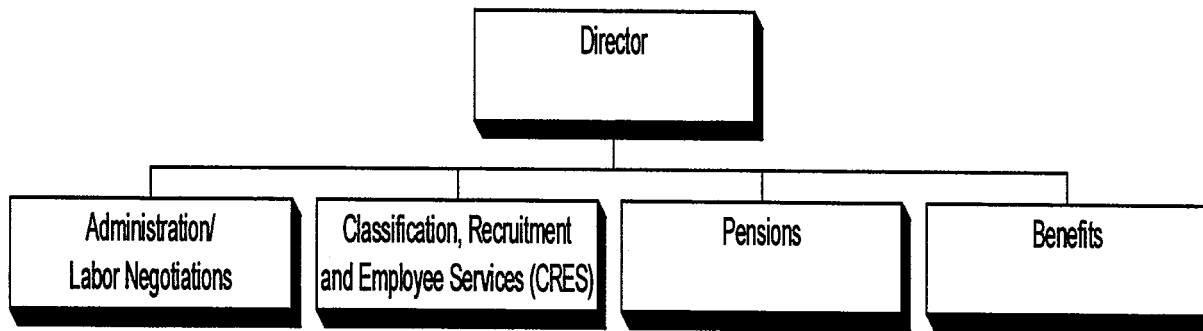 Director
Administration/
Labor Negotiations
Classification, Recruitment
and Employee Services (CRES)
Pensions
Benefits